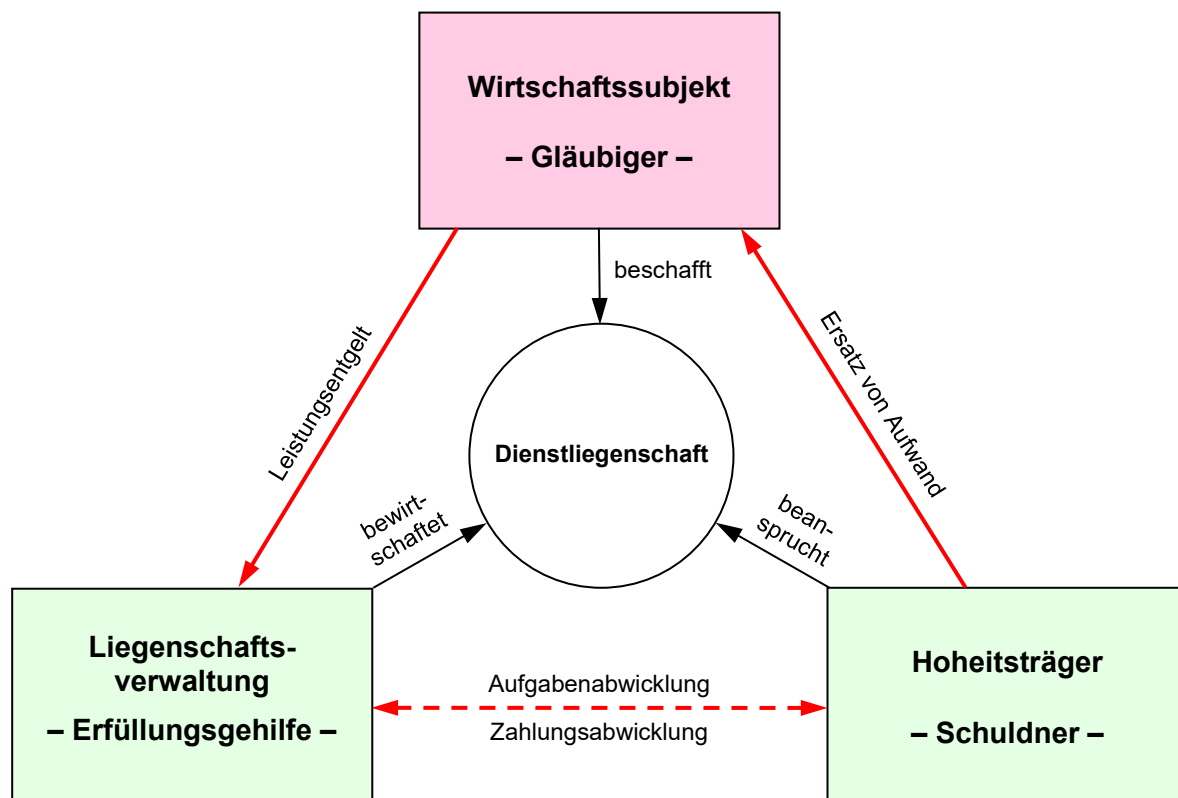 Wirtschaftssubjekt
– Gläubiger –
beschafft
Leistungsentgelt
Ersatz von Aufwand
Dienstliegenschaft
bewirt-
schaftet
bean-
sprucht
Liegenschafts-
verwaltung
– Erfüllungsgehilfe –
Aufgabenabwicklung
Zahlungsabwicklung
Hoheitsträger
– Schuldner –